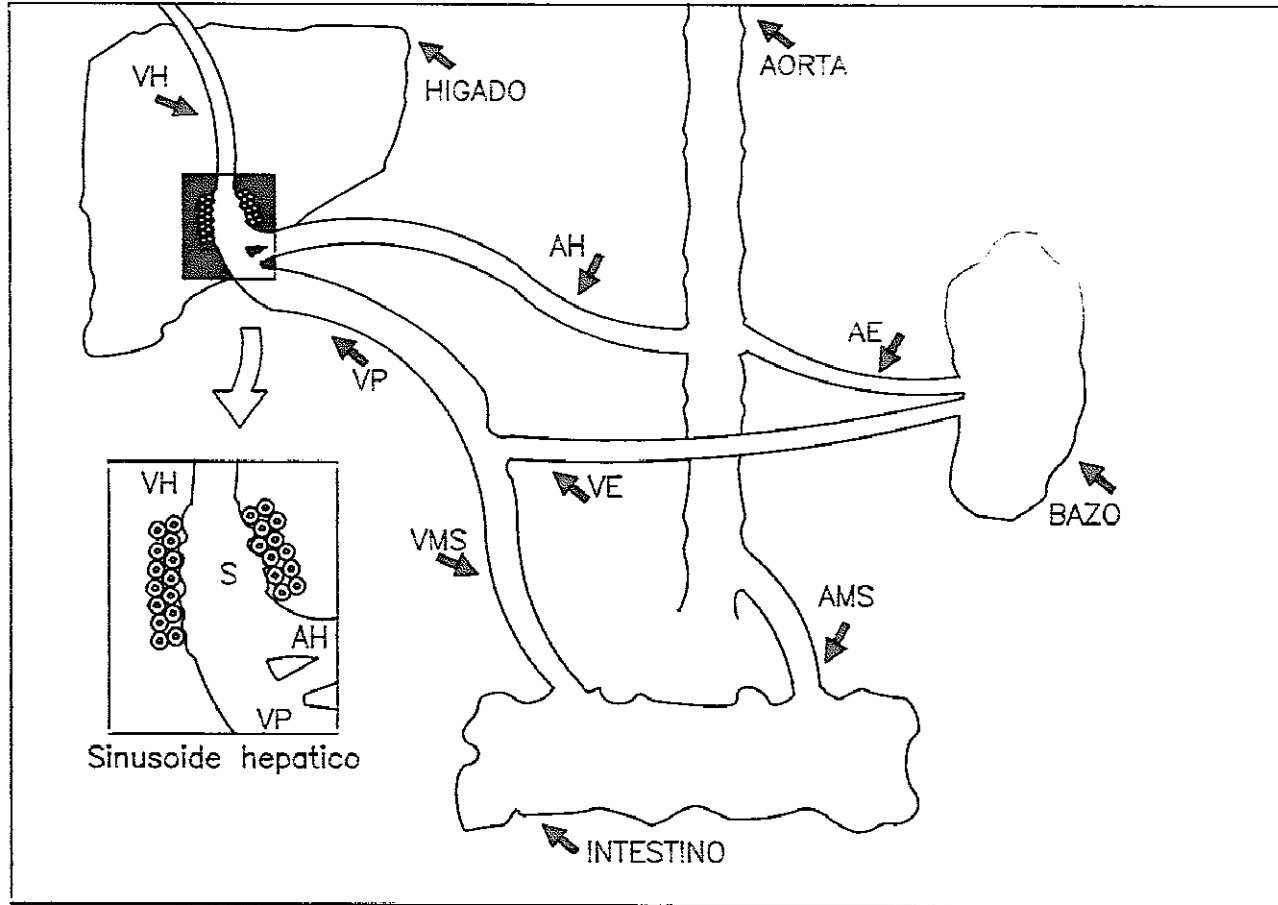 VH
HIGADO
AORTA
AH
AE
VP
VE
BAZO
VMS
AMS
VH
S
AH
VP
Sinusoide hepatico
INTESTINO